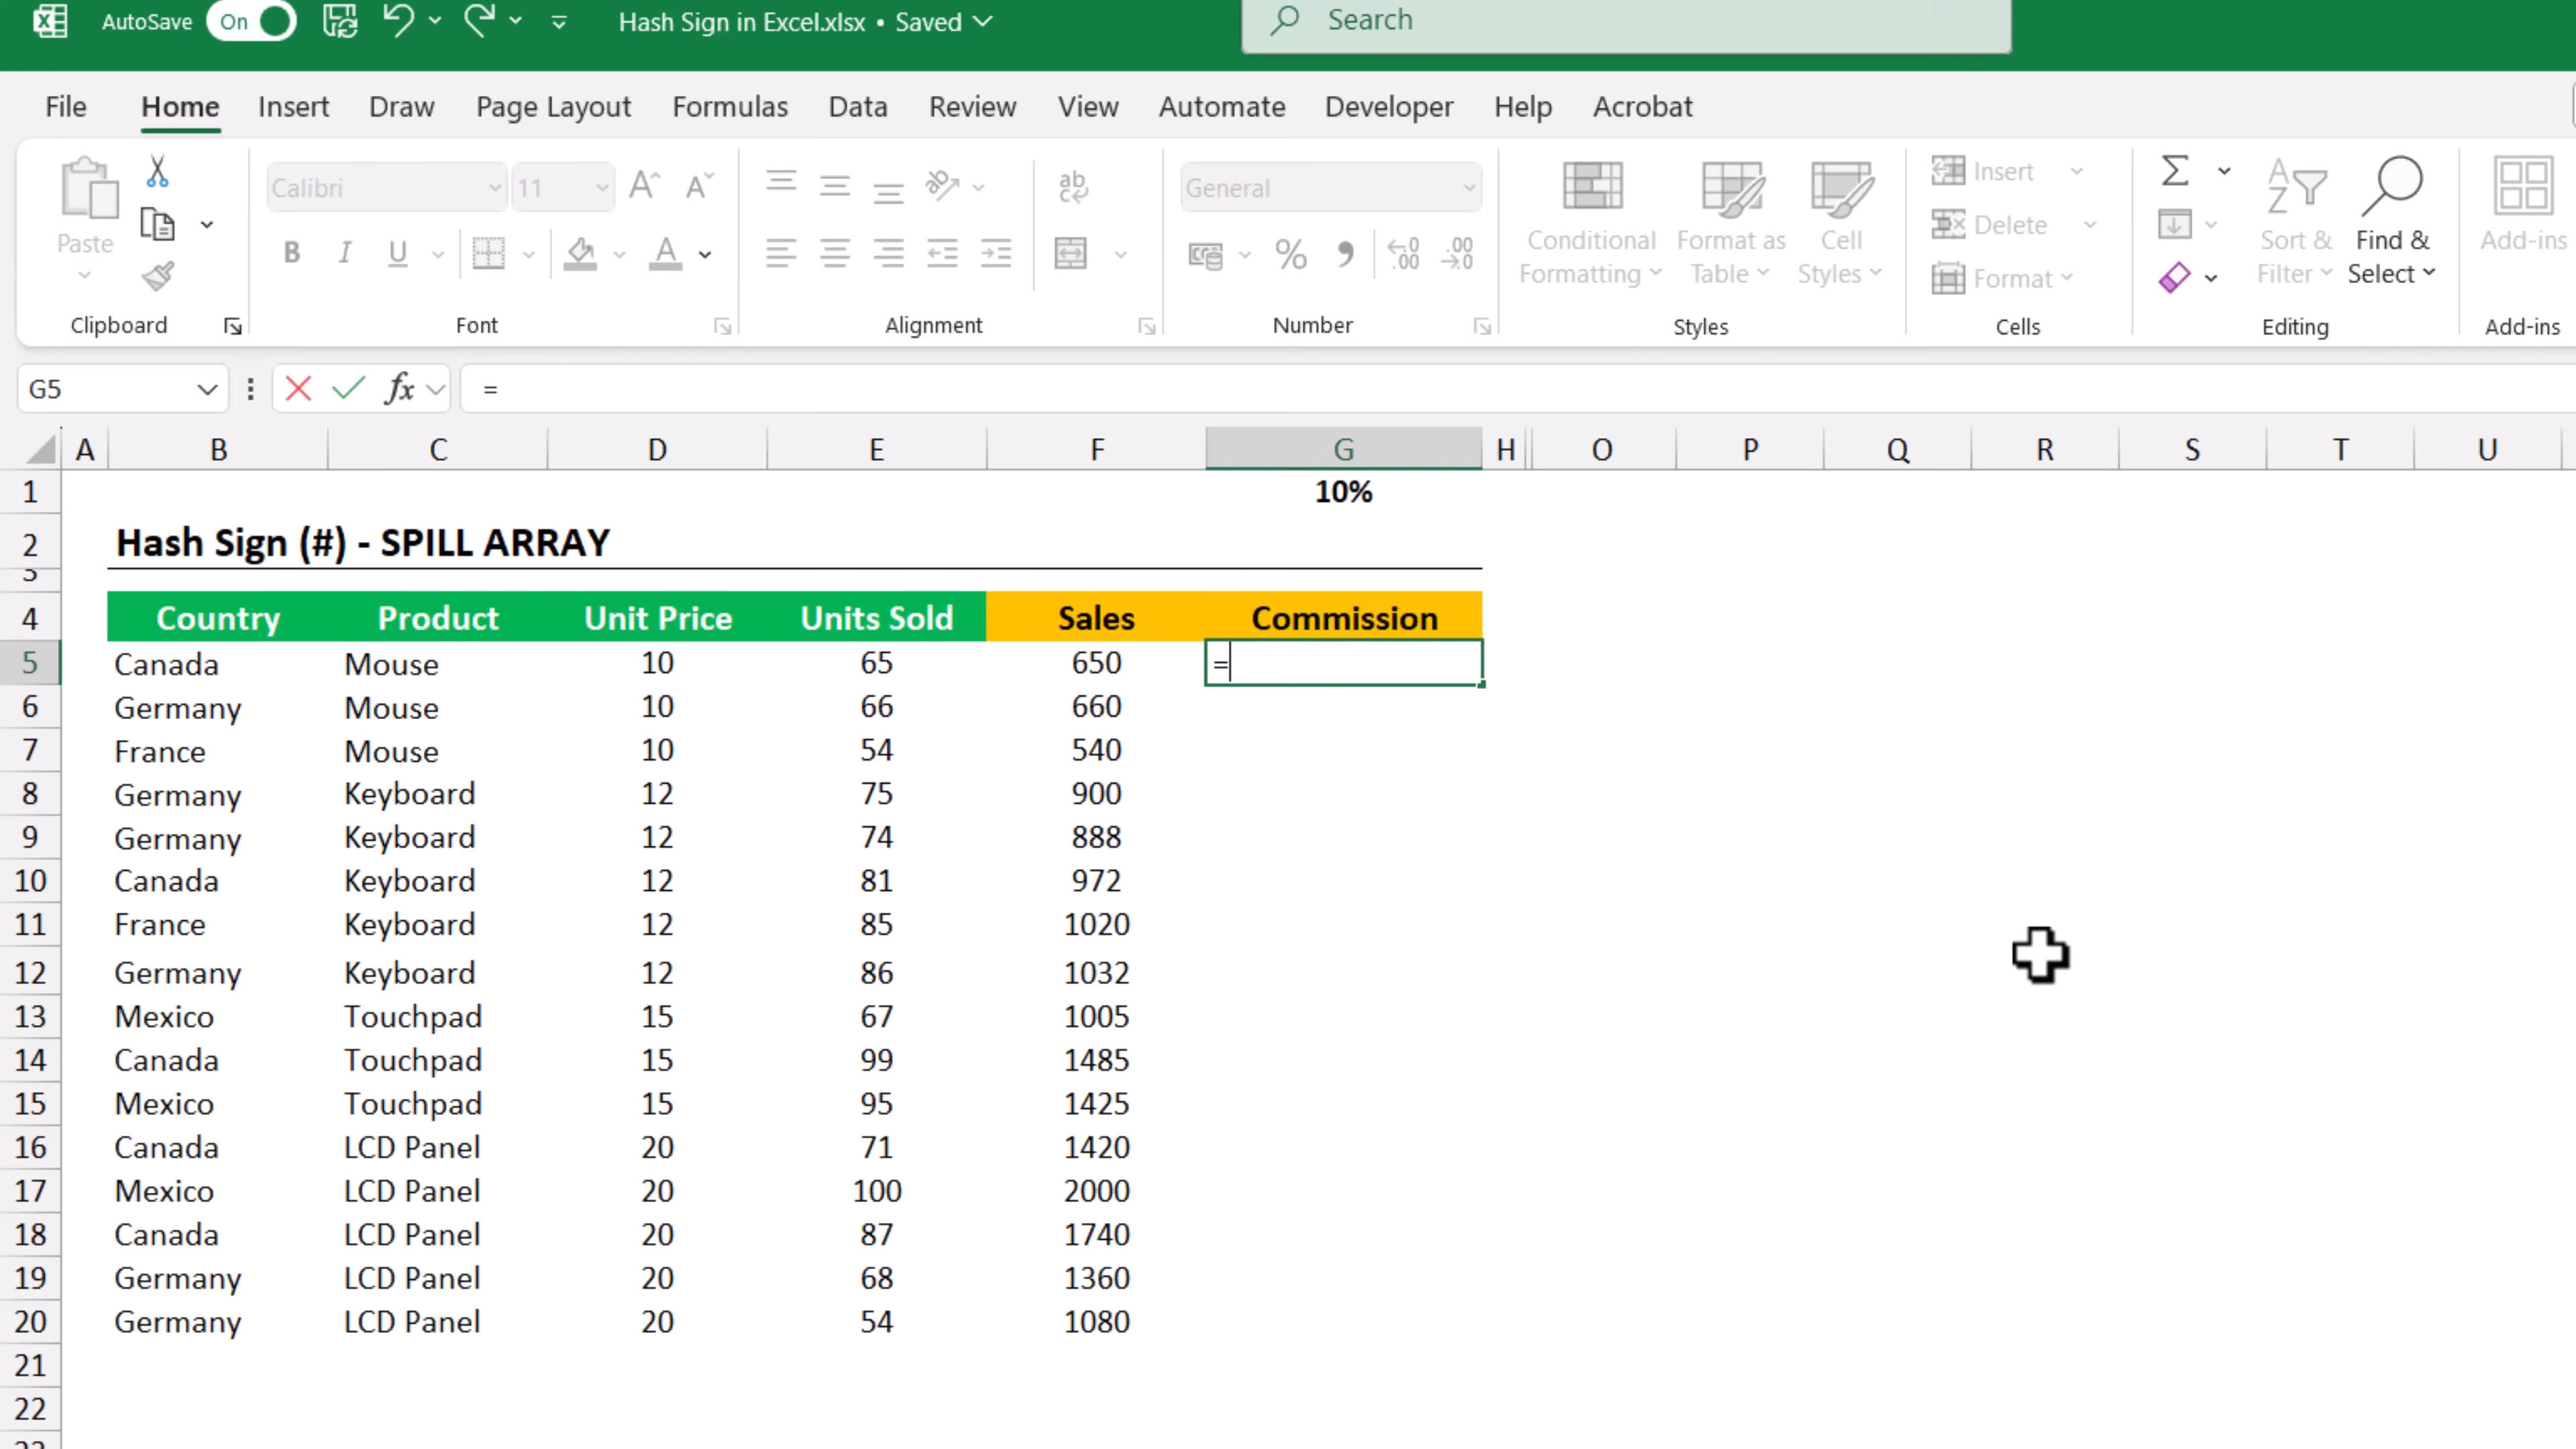 AutoSave On Hash Sign in Excel.xlsx • Saved Search
File Home Insert Draw Page Layout Formulas Data Review View Automate Developer Help Acrobat
Paste
Clipboard
Calibri 11
B I U A
Font
ab
Alignment
General
% , .00 .00
Number
Conditional Formatting
Format as Table
Cell Styles
Styles
Insert
Delete
Format
Cells
Sort & Filter
Find & Select
Editing
Add-ins
Add-ins
G5 fx =
A B C D E F G H O P Q R S T U
1 10%
2 Hash Sign (#) - SPILL ARRAY
3
4 Country Product Unit Price Units Sold Sales Commission
5 Canada Mouse 10 65 650 =
6 Germany Mouse 10 66 660
7 France Mouse 10 54 540
8 Germany Keyboard 12 75 900
9 Germany Keyboard 12 74 888
10 Canada Keyboard 12 81 972
11 France Keyboard 12 85 1020
12 Germany Keyboard 12 86 1032
13 Mexico Touchpad 15 67 1005
14 Canada Touchpad 15 99 1485
15 Mexico Touchpad 15 95 1425
16 Canada LCD Panel 20 71 1420
17 Mexico LCD Panel 20 100 2000
18 Canada LCD Panel 20 87 1740
19 Germany LCD Panel 20 68 1360
20 Germany LCD Panel 20 54 1080
21
22